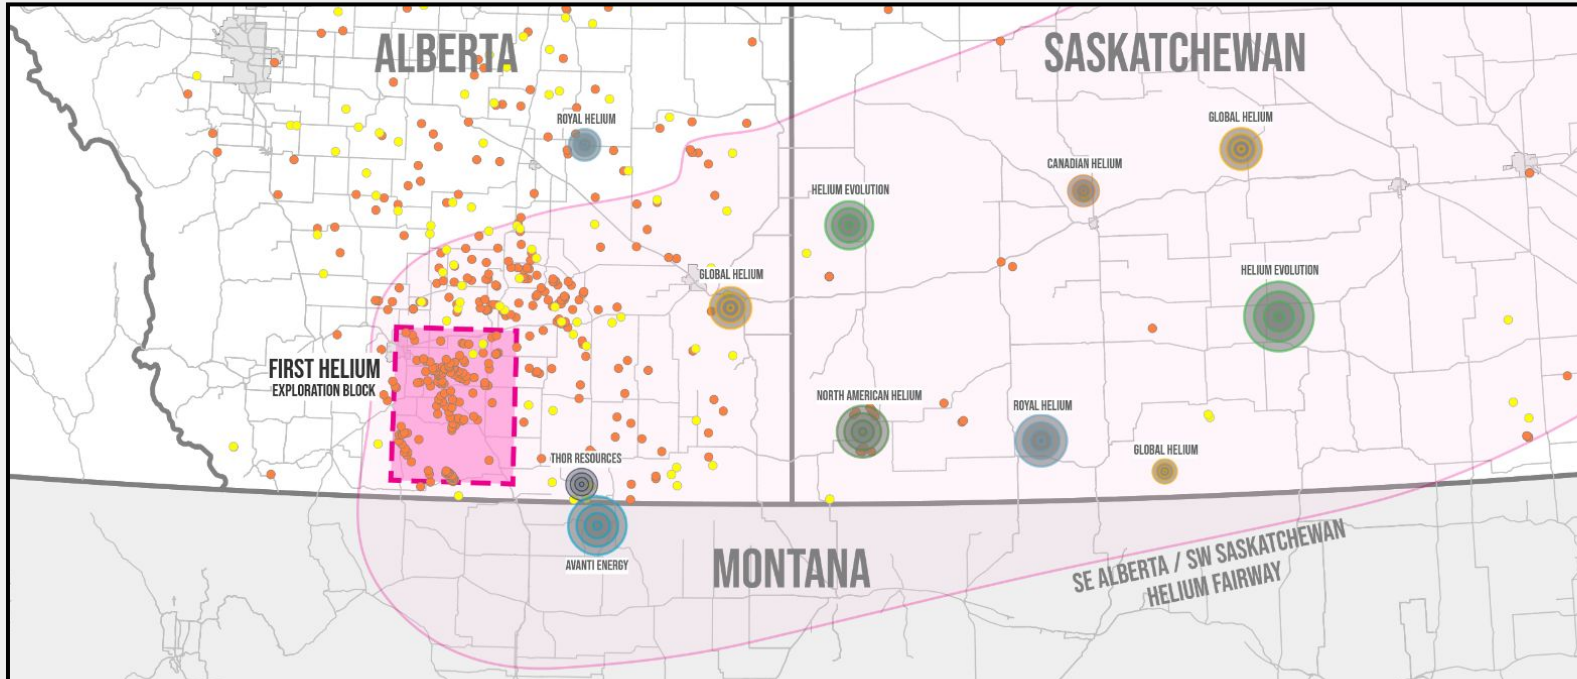 ALBERTA
SASKATCHEWAN
ROYAL HELIUM
GLOBAL HELIUM
CANADIAN HELIUM
HELIUM EVOLUTION
GLOBAL HELIUM
HELIUM EVOLUTION
FIRST HELIUM
EXPLORATION BLOCK
NORTH AMERICAN HELIUM
ROYAL HELIUM
GLOBAL HELIUM
THOR RESOURCES
AVANTI ENERGY
MONTANA
SE ALBERTA / SW SASKATCHEWAN
HELIUM FAIRWAY